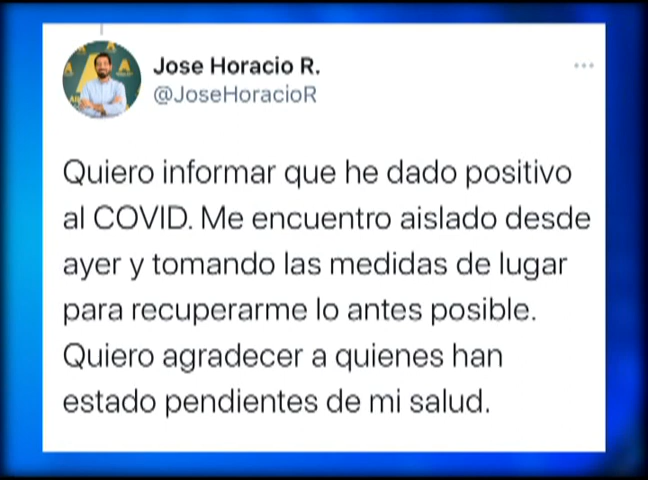 Jose Horacio R.
@JoseHoracioR
Quiero informar que he dado positivo
al COVID. Me encuentro aislado desde
ayer y tomando las medidas de lugar
para recuperarme lo antes posible.
Quiero agradecer a quienes han
estado pendientes de mi salud.